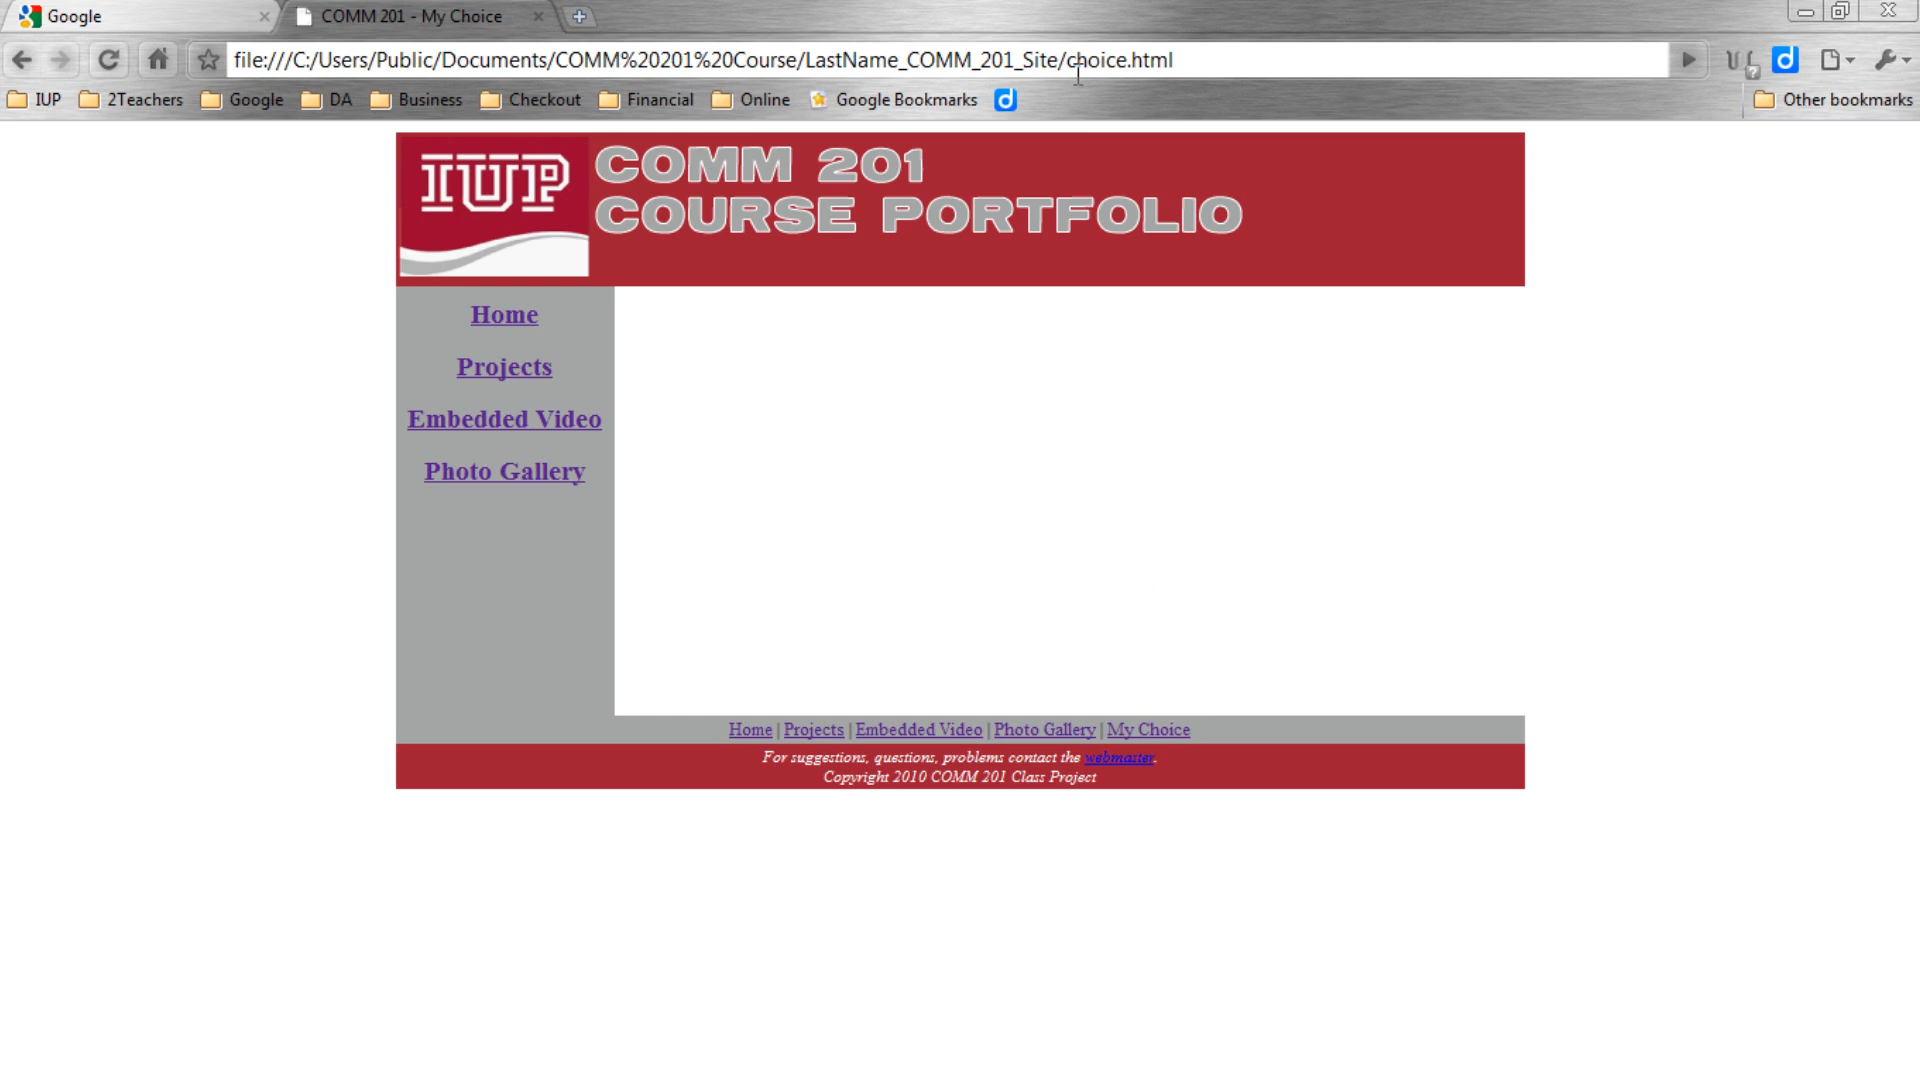 Google
COMM 201 - My Choice
file:///C:/Users/Public/Documents/COMM%20201%20Course/LastName_COMM_201_Site/choice.html
IUP 2Teachers Google DA Business Checkout Financial Online Google Bookmarks d Other bookmarks
IUP
COMM 201
COURSE PORTFOLIO
Home
Projects
Embedded Video
Photo Gallery
Home | Projects | Embedded Video | Photo Gallery | My Choice
For suggestions, questions, problems contact the webmaster.
Copyright 2010 COMM 201 Class Project